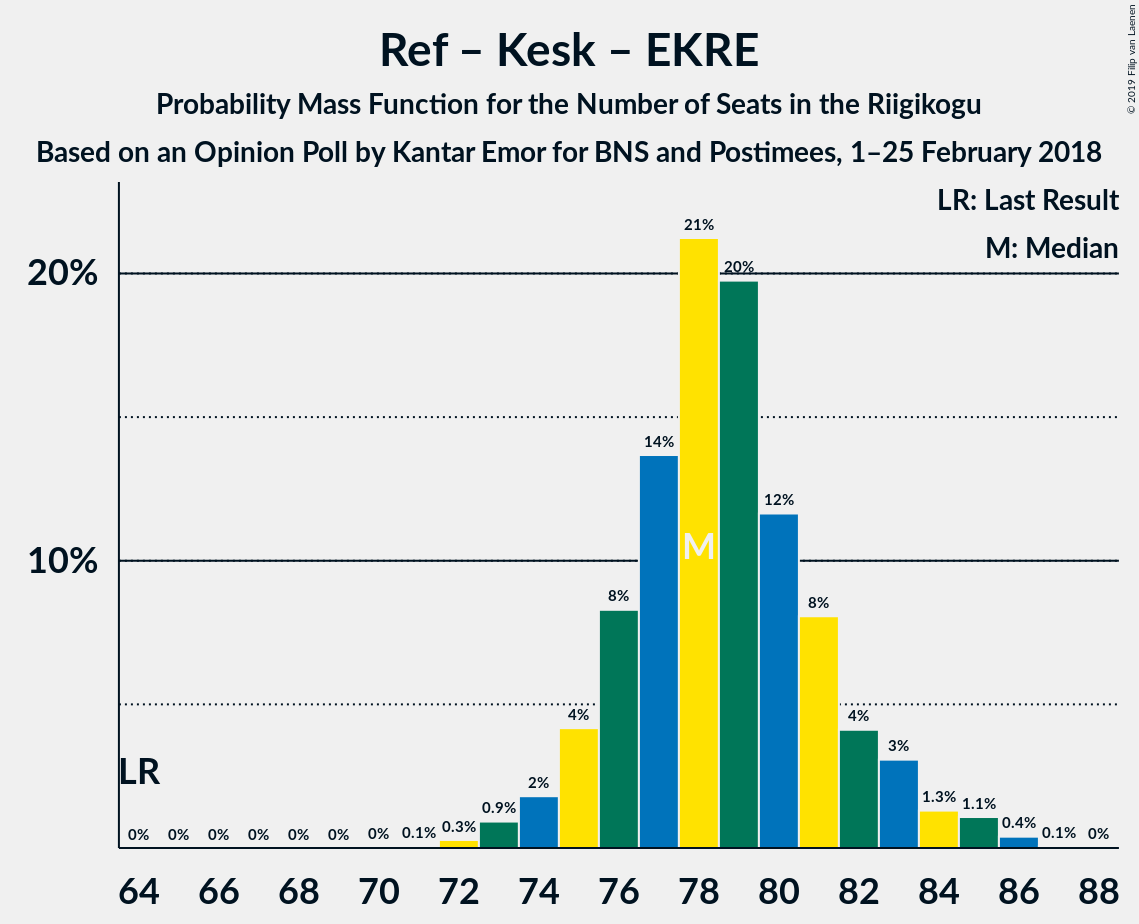 Ref – Kesk – EKRE
Probability Mass Function for the Number of Seats in the Riigikogu
Based on an Opinion Poll by Kantar Emor for BNS and Postimees, 1–25 February 2018
© 2019 Filip van Laenen
LR: Last Result
M: Median
20%
10%
LR
M
0% 0% 0% 0% 0% 0% 0% 0.1% 0.3% 0.9% 2% 4% 8% 14% 21% 20% 12% 8% 4% 3% 1.3% 1.1% 0.4% 0.1% 0%
64 66 68 70 72 74 76 78 80 82 84 86 88